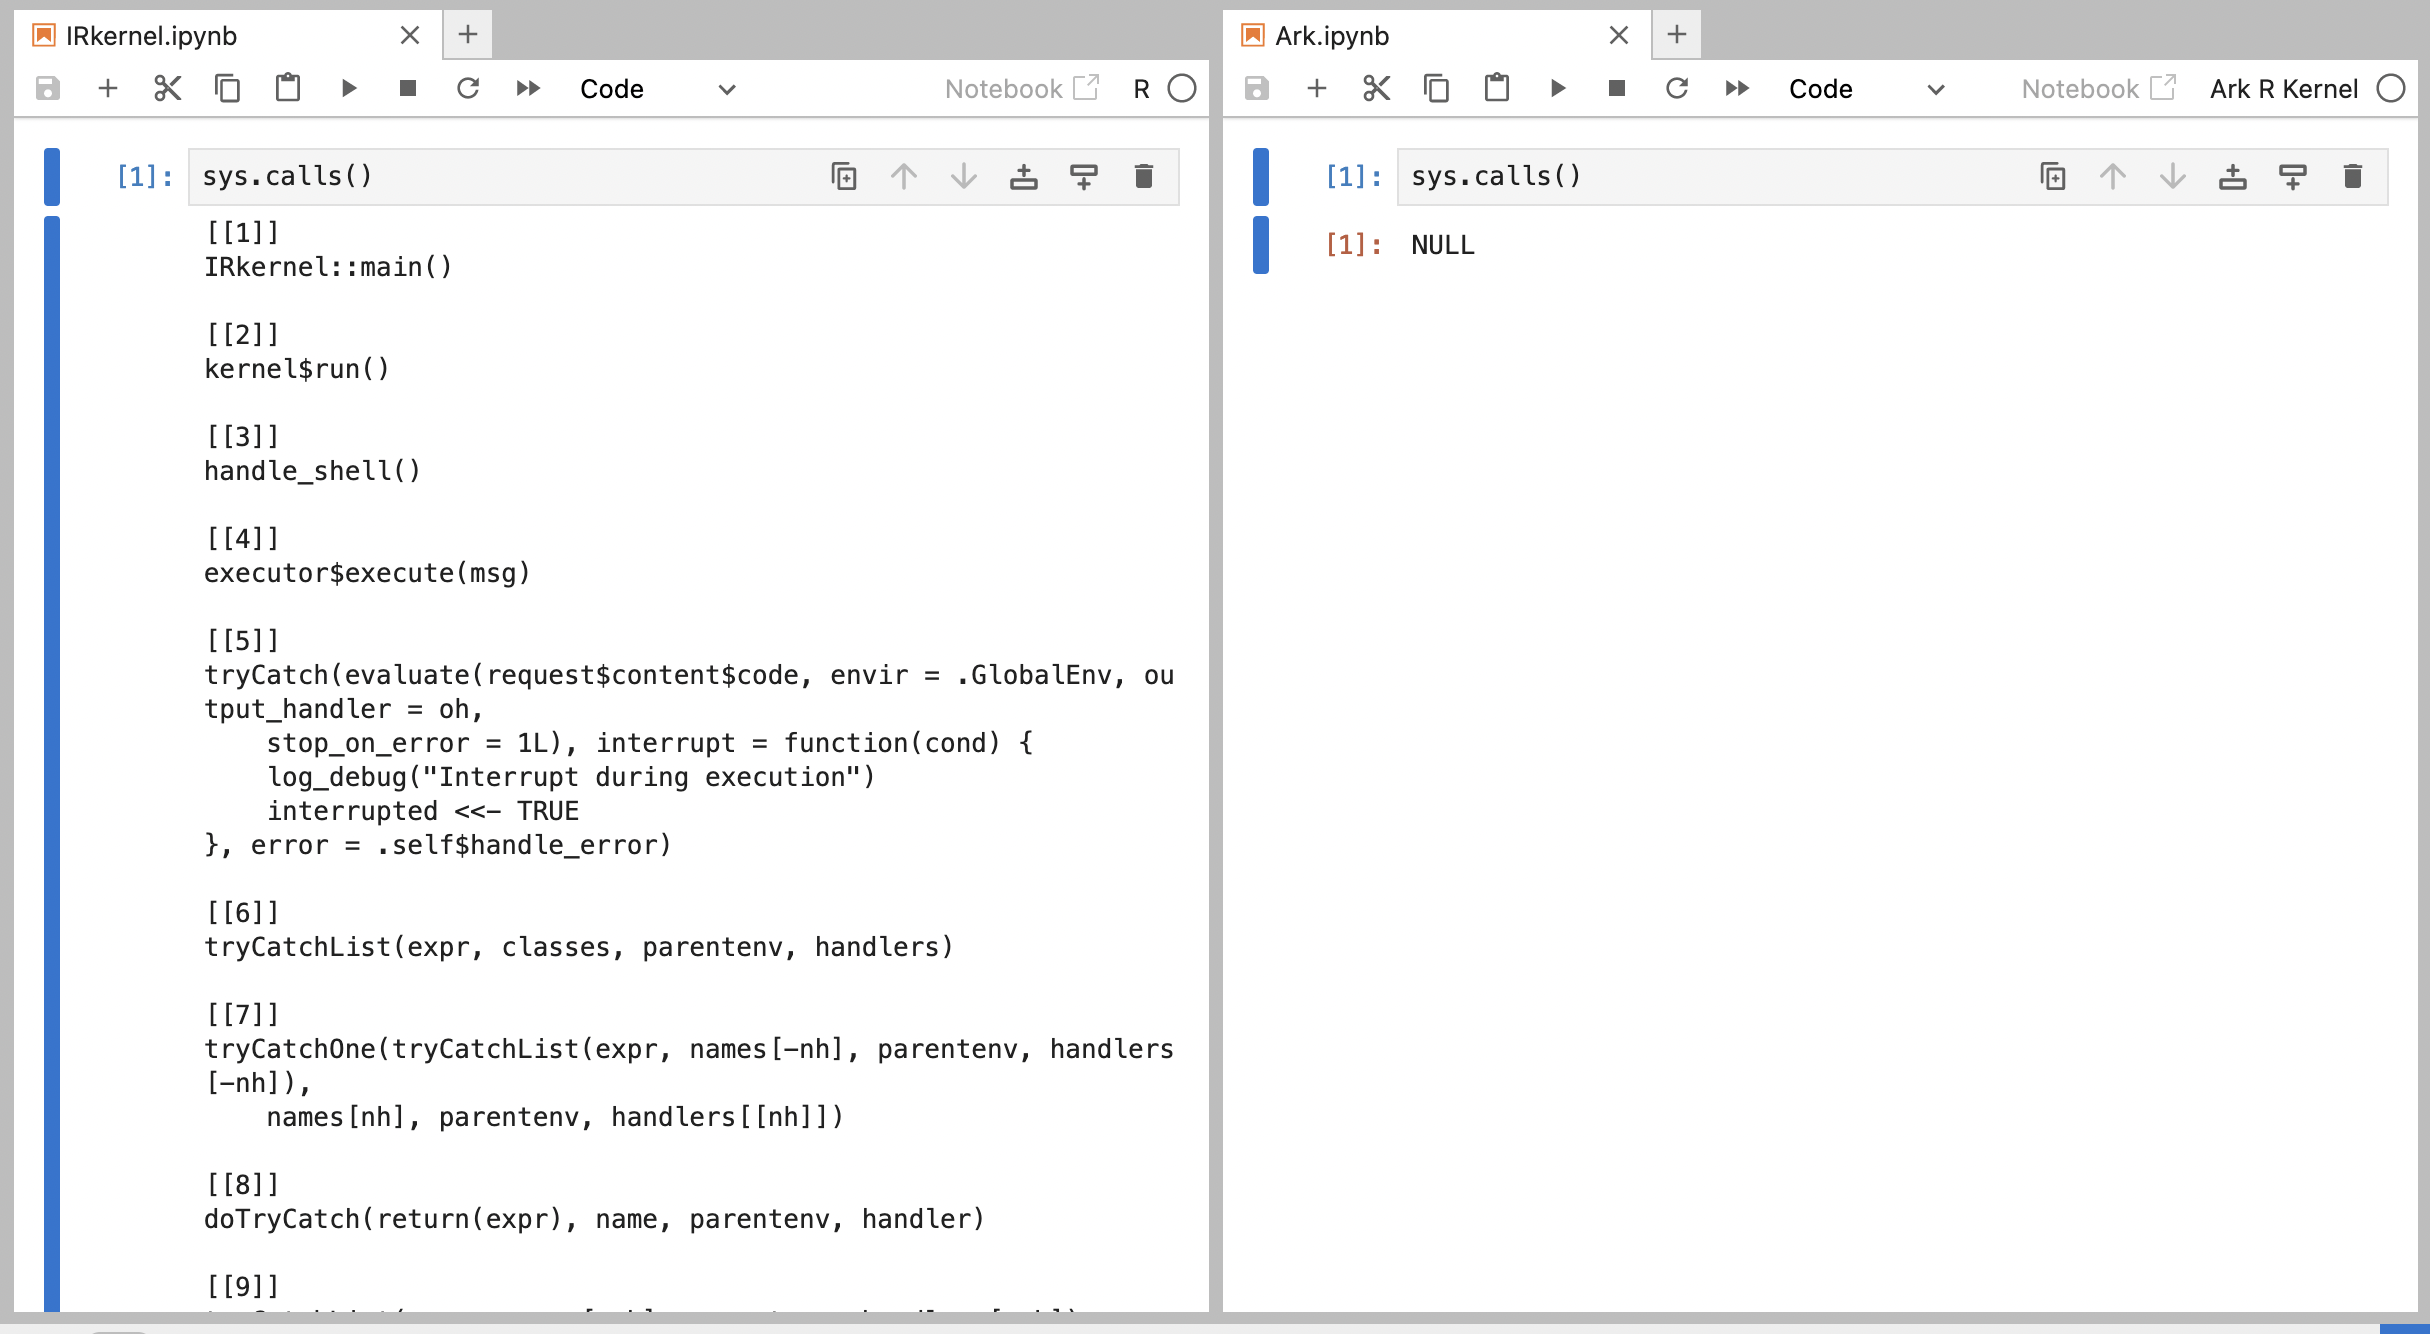 IRkernel.ipynb
Code
Notebook
R
[1]:
sys.calls()
[[1]]
IRkernel::main()
[[2]]
kernel$run()
[[3]]
handle_shell()
[[4]]
executor$execute(msg)
[[5]]
tryCatch(evaluate(request$content$code, envir = .GlobalEnv, ou
tput_handler = oh,
    stop_on_error = 1L), interrupt = function(cond) {
    log_debug("Interrupt during execution")
    interrupted <<- TRUE
}, error = .self$handle_error)
[[6]]
tryCatchList(expr, classes, parentenv, handlers)
[[7]]
tryCatchOne(tryCatchList(expr, names[-nh], parentenv, handlers
[-nh]),
    names[nh], parentenv, handlers[[nh]])
[[8]]
doTryCatch(return(expr), name, parentenv, handler)
[[9]]
Ark.ipynb
Code
Notebook
Ark R Kernel
[1]:
sys.calls()
[1]:
NULL